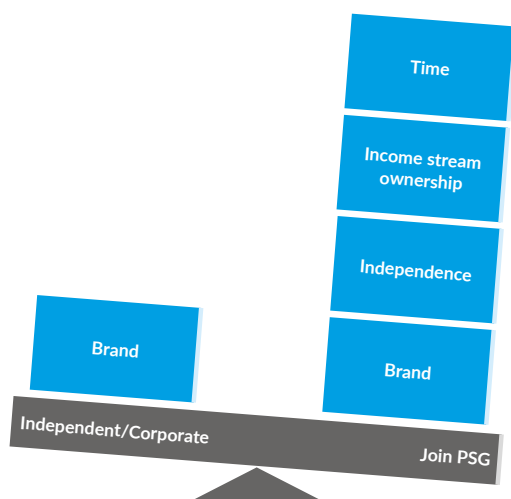 Time
Income stream
ownership
Independence
Brand
Brand
Independent/Corporate
Join PSG